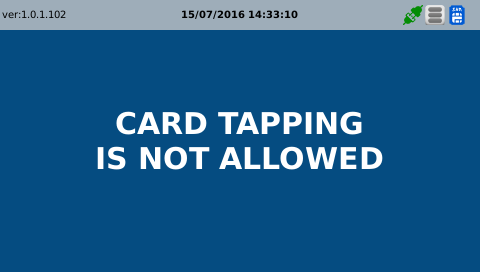 ver:1.0.1.102 15/07/2016 14:33:10
CARD TAPPING
IS NOT ALLOWED